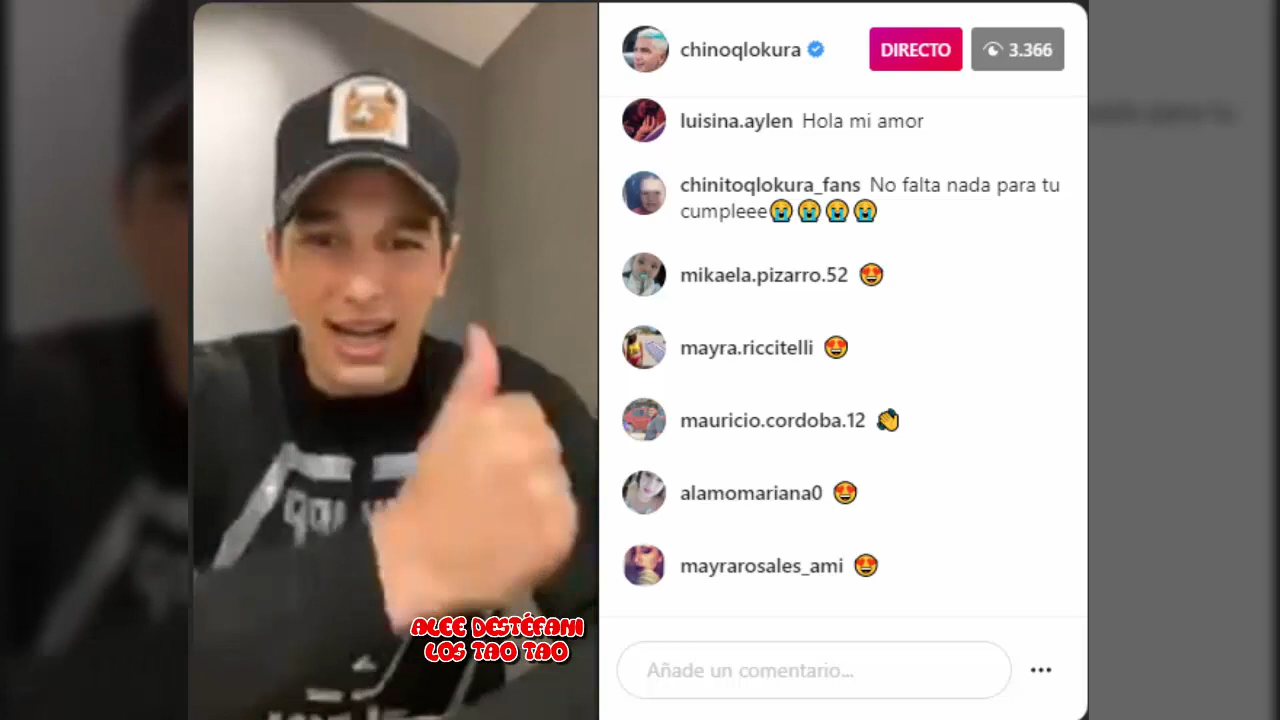 chinoqlokura
DIRECTO
3.366
luisina.aylen Hola mi amor
chinitoqlokura_fans No falta nada para tu
cumpleee😭😭😭😭
mikaela.pizarro.52 😍
mayra.riccitelli 😍
mauricio.cordoba.12 👏
alamomariana0 😍
mayrarosales_ami 😍
Añade un comentario...
ALEE DESTÉFANI
LOS TAO TAO